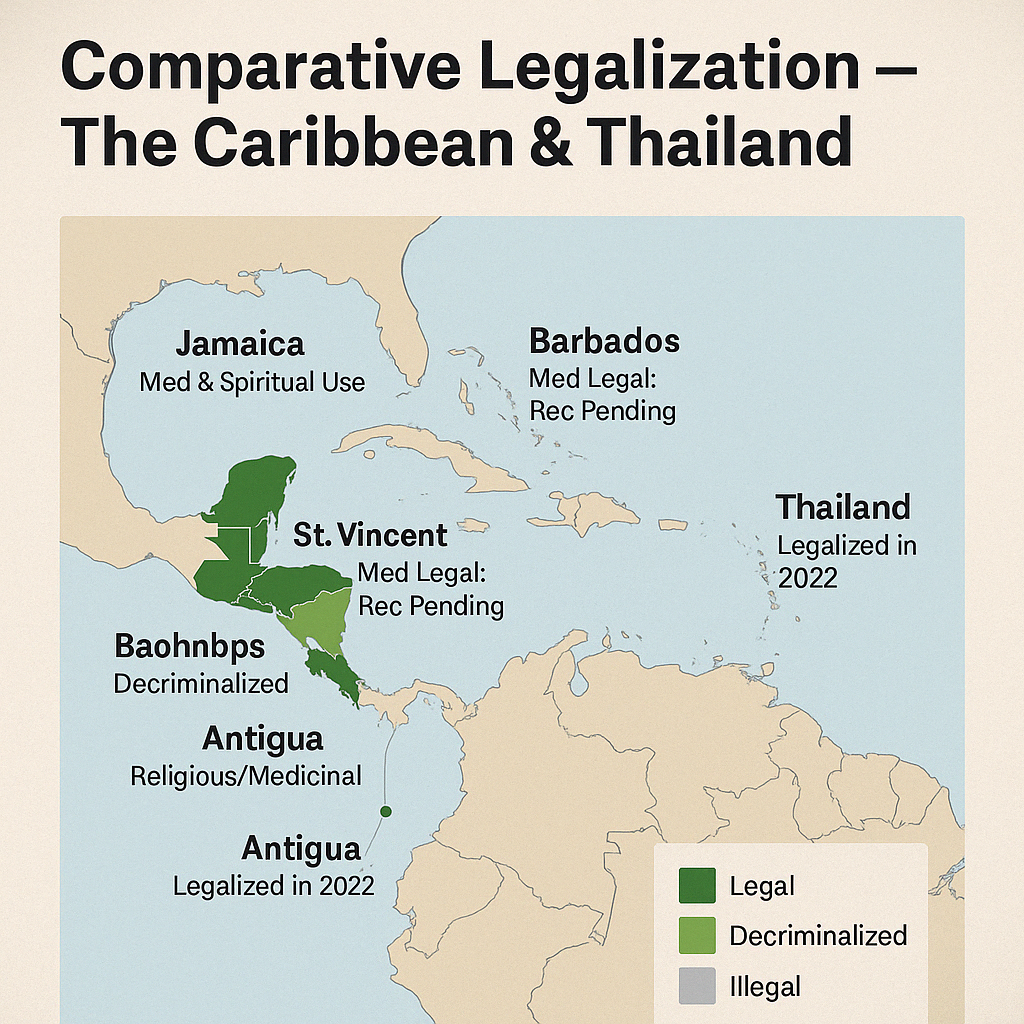 Comparative Legalization –
The Caribbean & Thailand
Jamaica
Med & Spiritual Use
Barbados
Med Legal:
Rec Pending
Thailand
Legalized in
2022
St. Vincent
Med Legal:
Rec Pending
Baohnbps
Decriminalized
Antigua
Religious/Medicinal
Antigua
Legalized in 2022
Legal
Decriminalized
Illegal